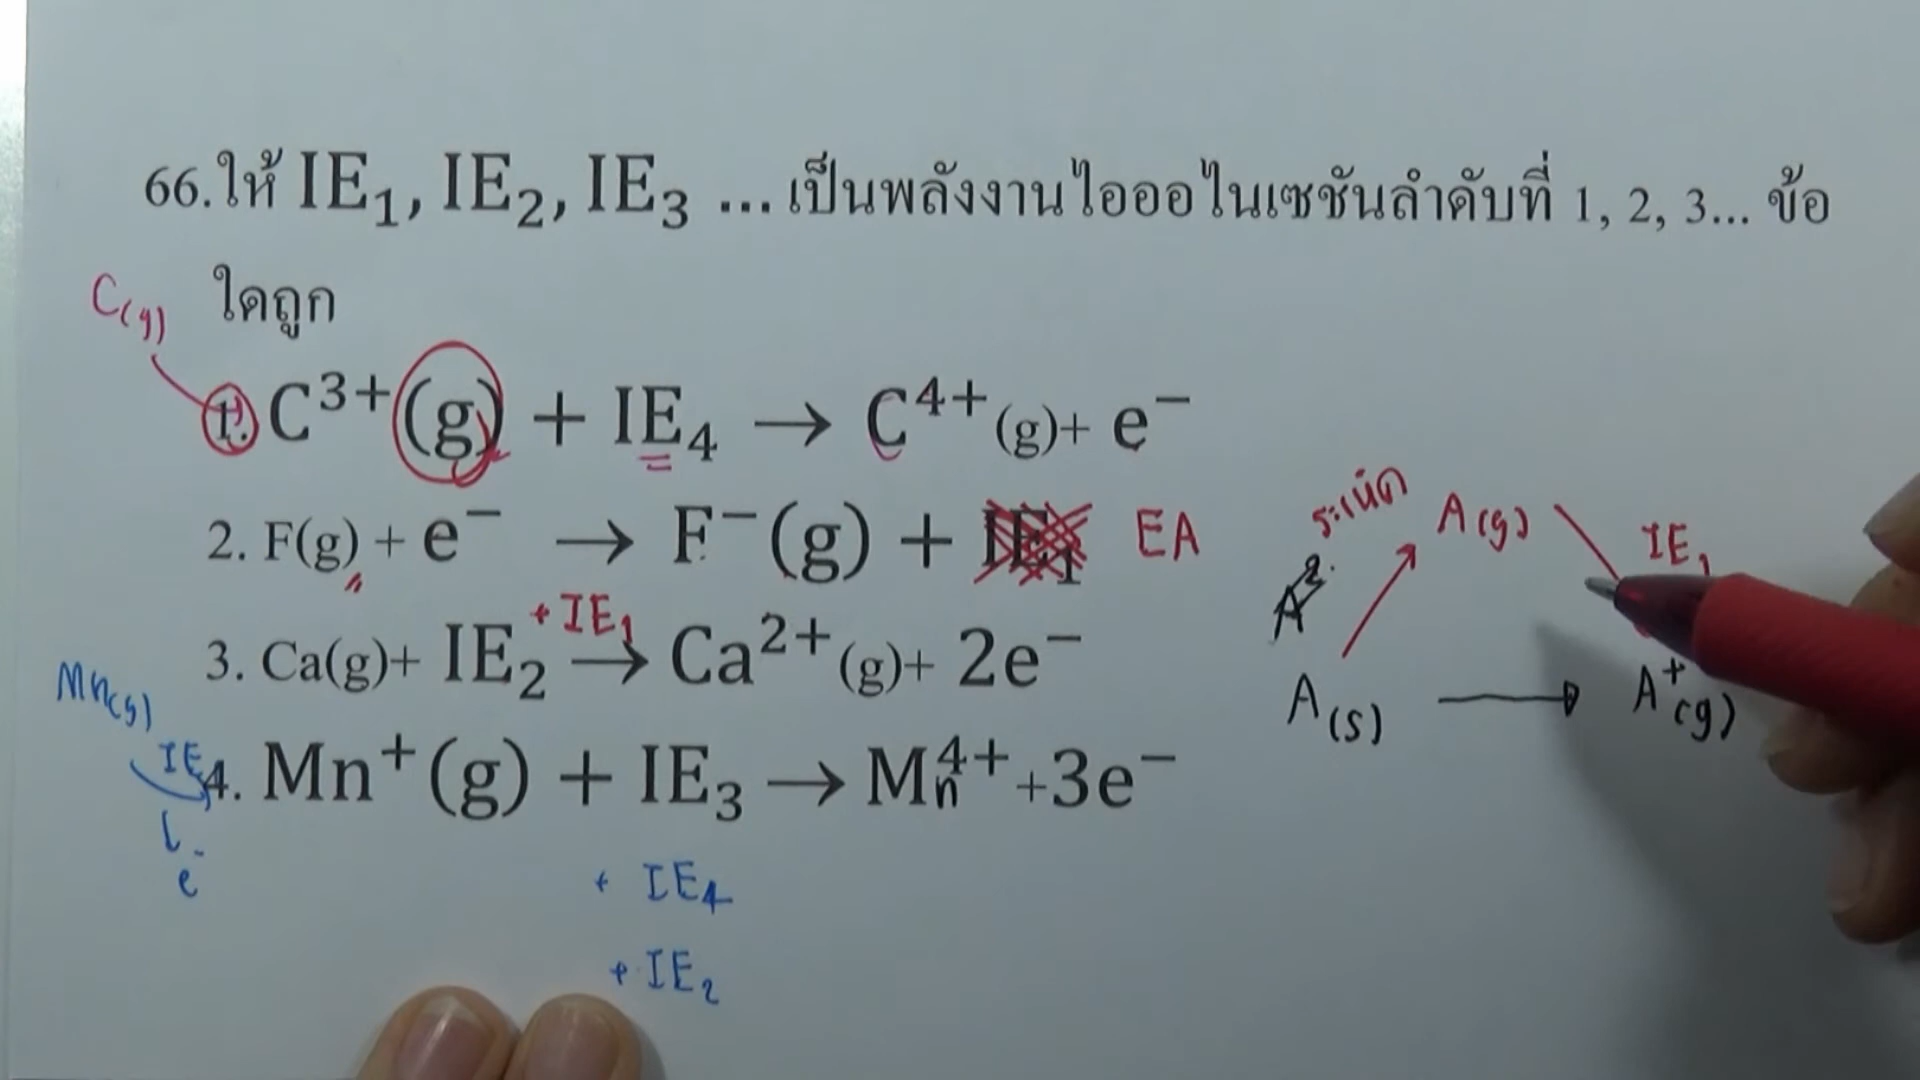 66.ให้ IE₁, IE₂, IE₃ ... เป็นพลังงานไอออไนเซชันลำดับที่ 1, 2, 3... ข้อ
ใดถูก
C(g)
1. C³⁺(g) + IE₄ → C⁴⁺(g)+ e⁻
2. F(g) + e⁻ → F⁻(g) + IE₁ EA
+ IE₁
3. Ca(g)+ IE₂ → Ca²⁺(g)+ 2e⁻
Mn(g)
IE
4. Mn⁺(g) + IE₃ → Mn⁴⁺ +3e⁻
e⁻
+ IE₄
+ IE₂
ระเหิด
A(g)
IE₁
A(s) → A⁺(g)